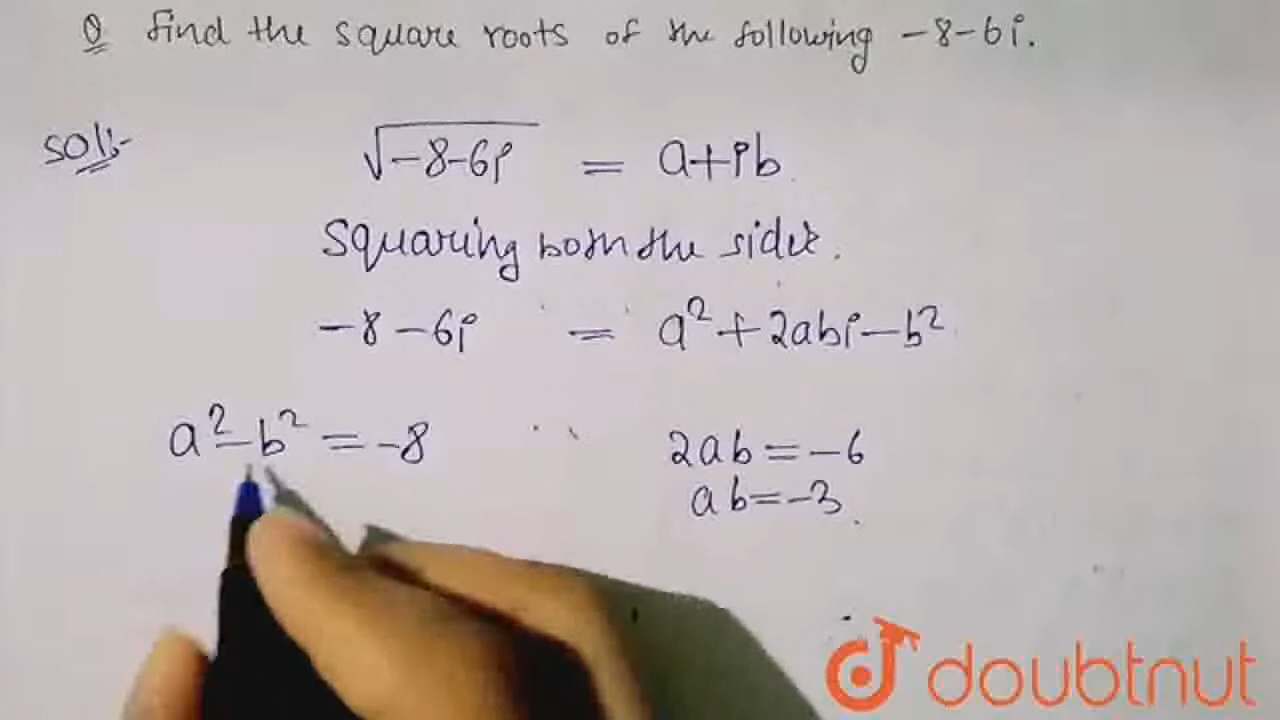 Q find the square roots of the following -8-6i.
Soln:-
√-8-6i = a+ib
Squaring both the sides.
-8-6i = a²+2abi-b²
a²-b²=-8
2ab=-6
ab=-3
doubtnut